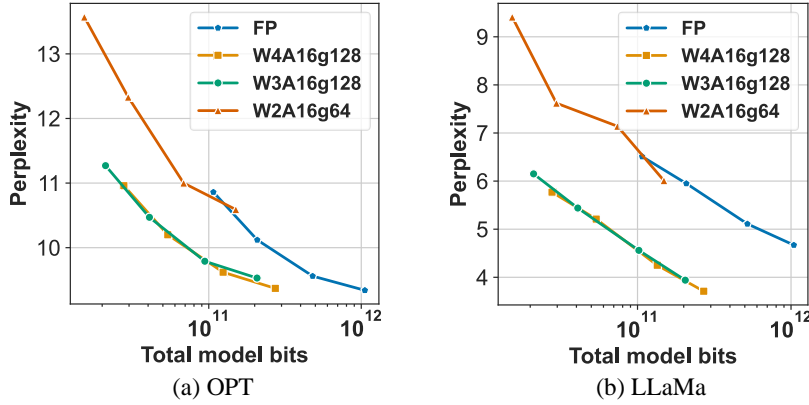 FP
W4A16g128
W3A16g128
W2A16g64
13
12
11
10
Perplexity
10^11
10^12
Total model bits
(a) OPT
FP
W4A16g128
W3A16g128
W2A16g64
9
8
7
6
5
4
Perplexity
10^11
10^12
Total model bits
(b) LLaMa